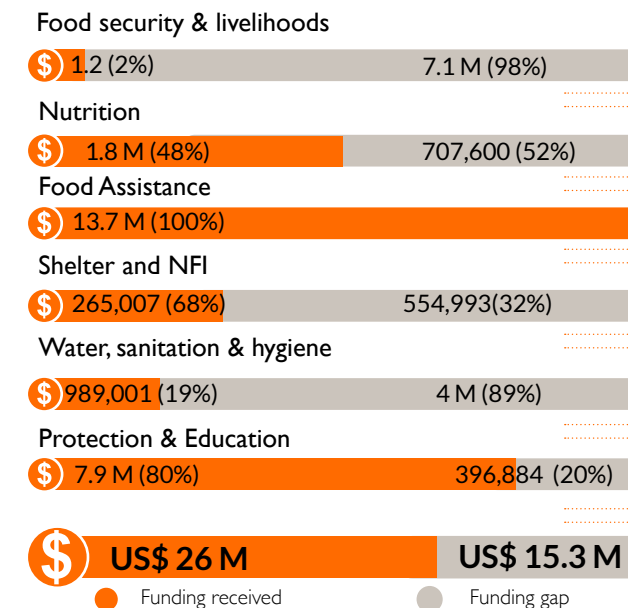 Food security & livelihoods
$ 1.2 (2%) 7.1 M (98%)
Nutrition
$ 1.8 M (48%) 707,600 (52%)
Food Assistance
$ 13.7 M (100%)
Shelter and NFI
$ 265,007 (68%) 554,993(32%)
Water, sanitation & hygiene
$ 989,001 (19%) 4 M (89%)
Protection & Education
$ 7.9 M (80%) 396,884 (20%)
$ US$ 26 M US$ 15.3 M
Funding received Funding gap